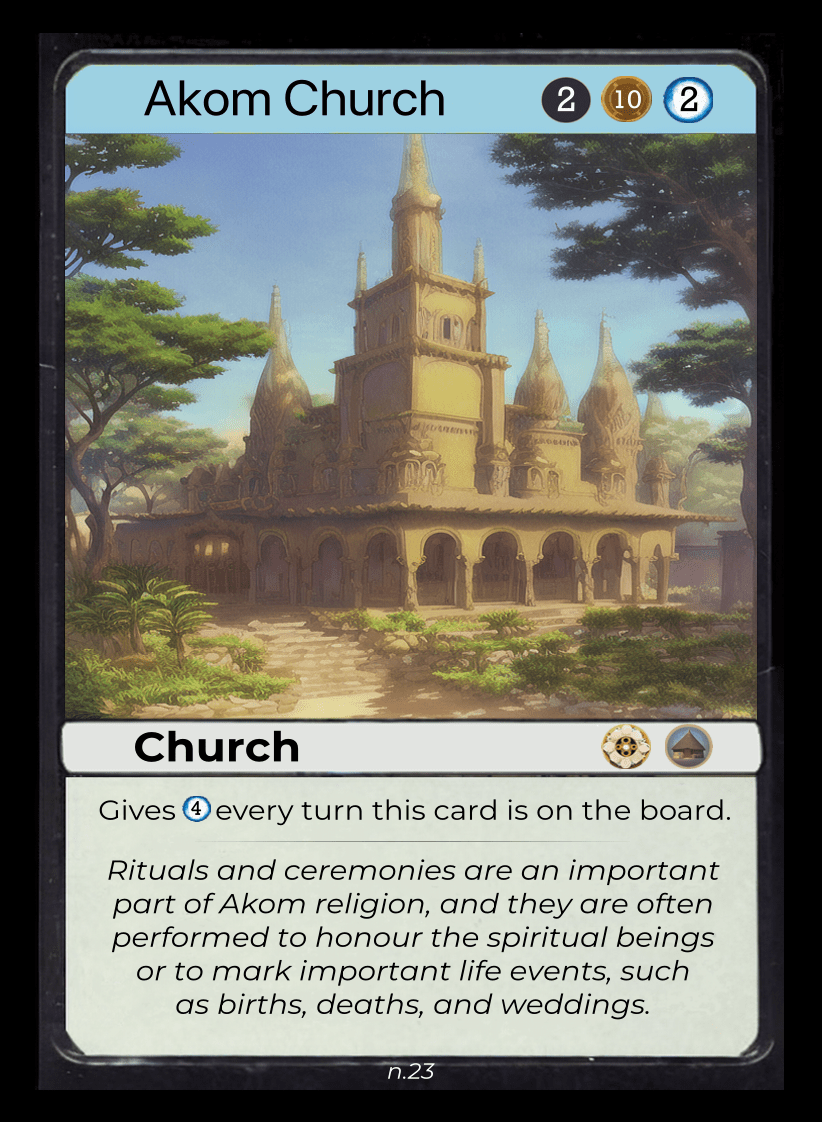 Akom Church 2 10 2
Church
Gives 4 every turn this card is on the board.
Rituals and ceremonies are an important
part of Akom religion, and they are often
performed to honour the spiritual beings
or to mark important life events, such
as births, deaths, and weddings.
n.23